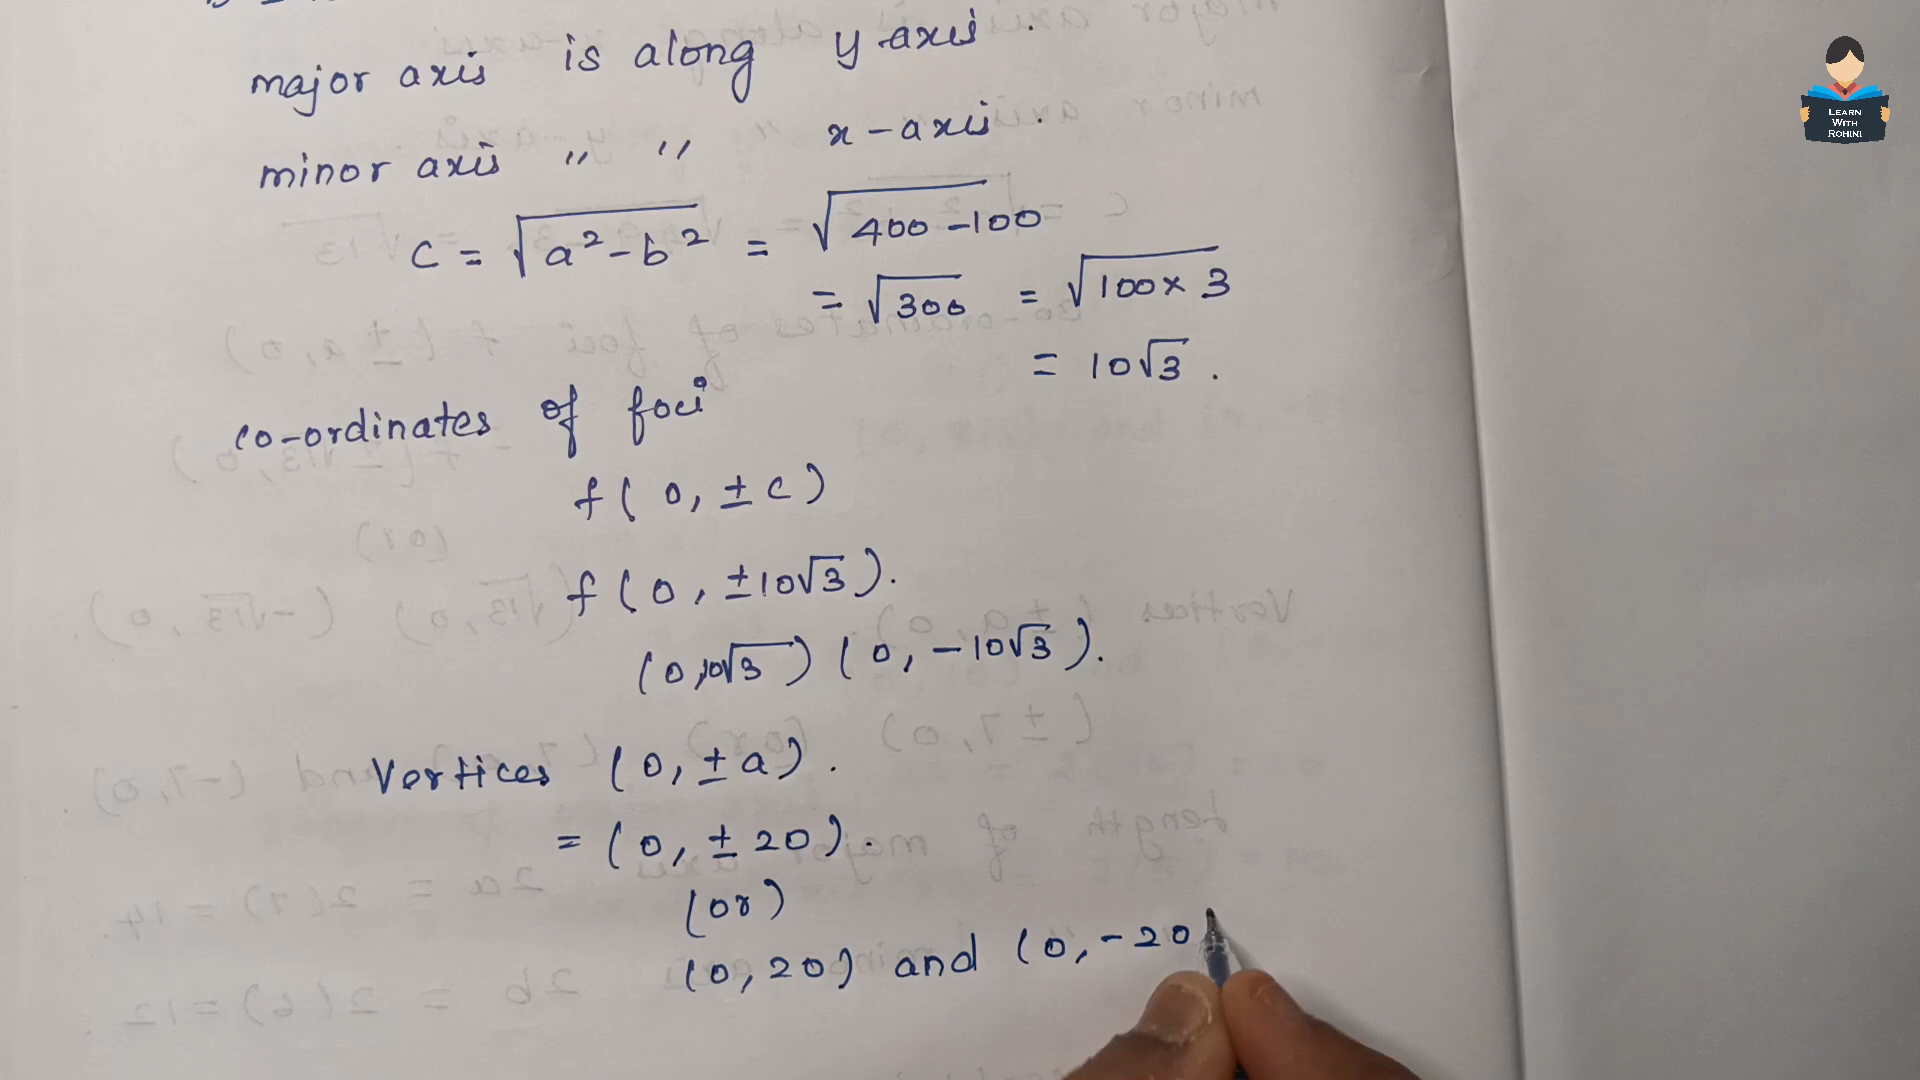 major axis is along y axis.
minor axis " " x-axis.
c = √a²-b² = √400-100
= √300 = √100×3
= 10√3.
co-ordinates of foci
f(0, ±c)
f(0, ±10√3).
(0,10√3) (0, -10√3).
Vertices (0, ±a).
= (0, ±20).
(or)
(0, 20) and (0, -20)
LEARN
WITH
ROHINI